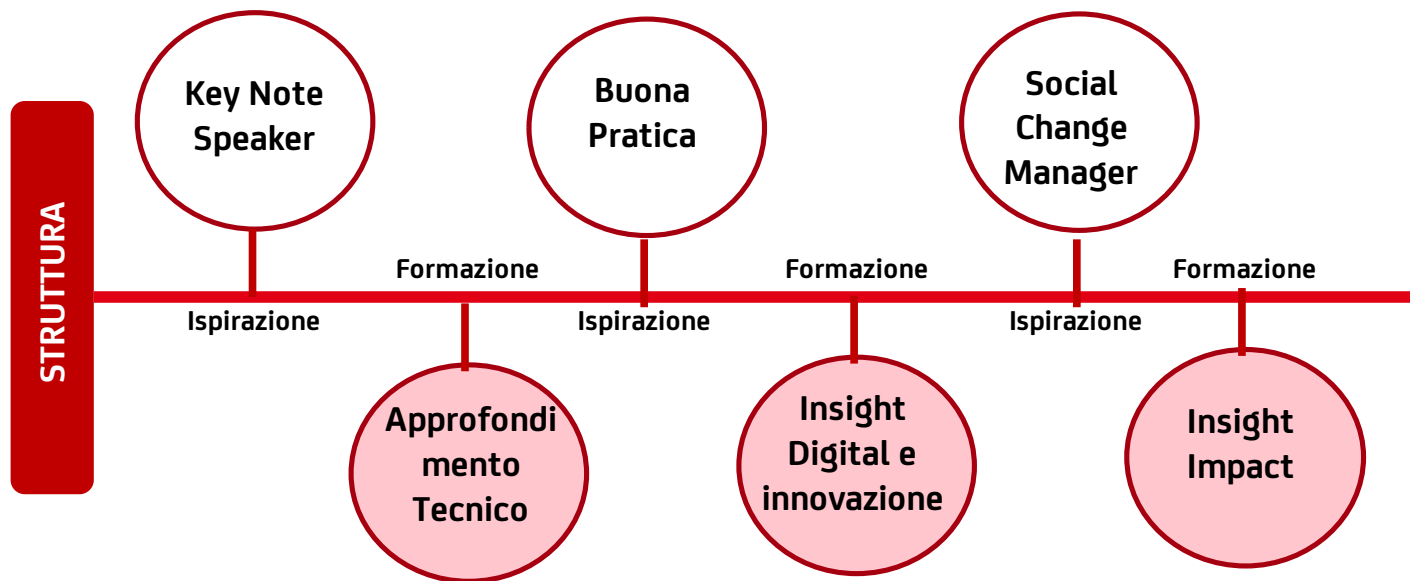 STRUTTURA
Key Note
Speaker
Ispirazione
Formazione
Approfondi
mento
Tecnico
Buona
Pratica
Ispirazione
Formazione
Insight
Digital e
innovazione
Social
Change
Manager
Ispirazione
Formazione
Insight
Impact